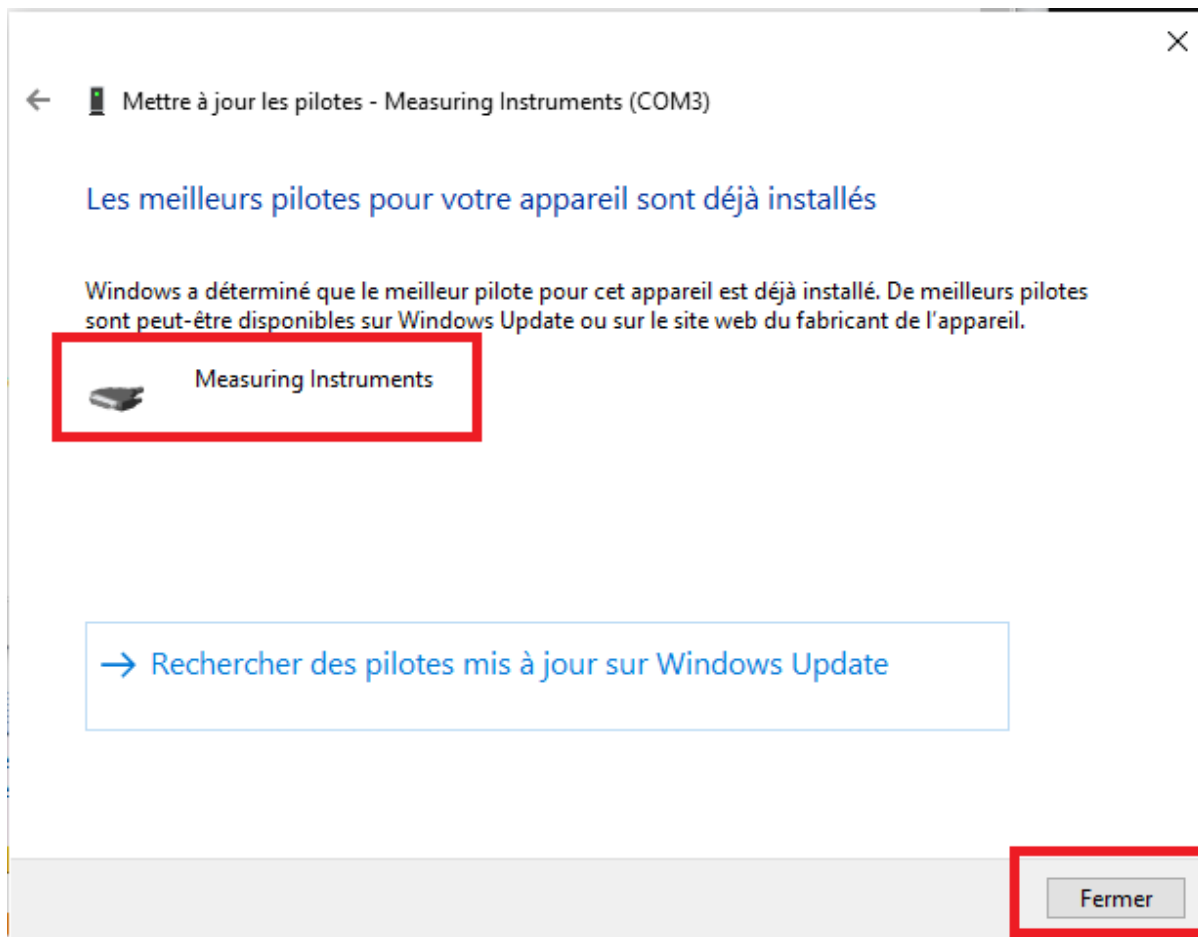 Mettre à jour les pilotes - Measuring Instruments (COM3)
Les meilleurs pilotes pour votre appareil sont déjà installés
Windows a déterminé que le meilleur pilote pour cet appareil est déjà installé. De meilleurs pilotes
sont peut-être disponibles sur Windows Update ou sur le site web du fabricant de l'appareil.
Measuring Instruments
Rechercher des pilotes mis à jour sur Windows Update
Fermer